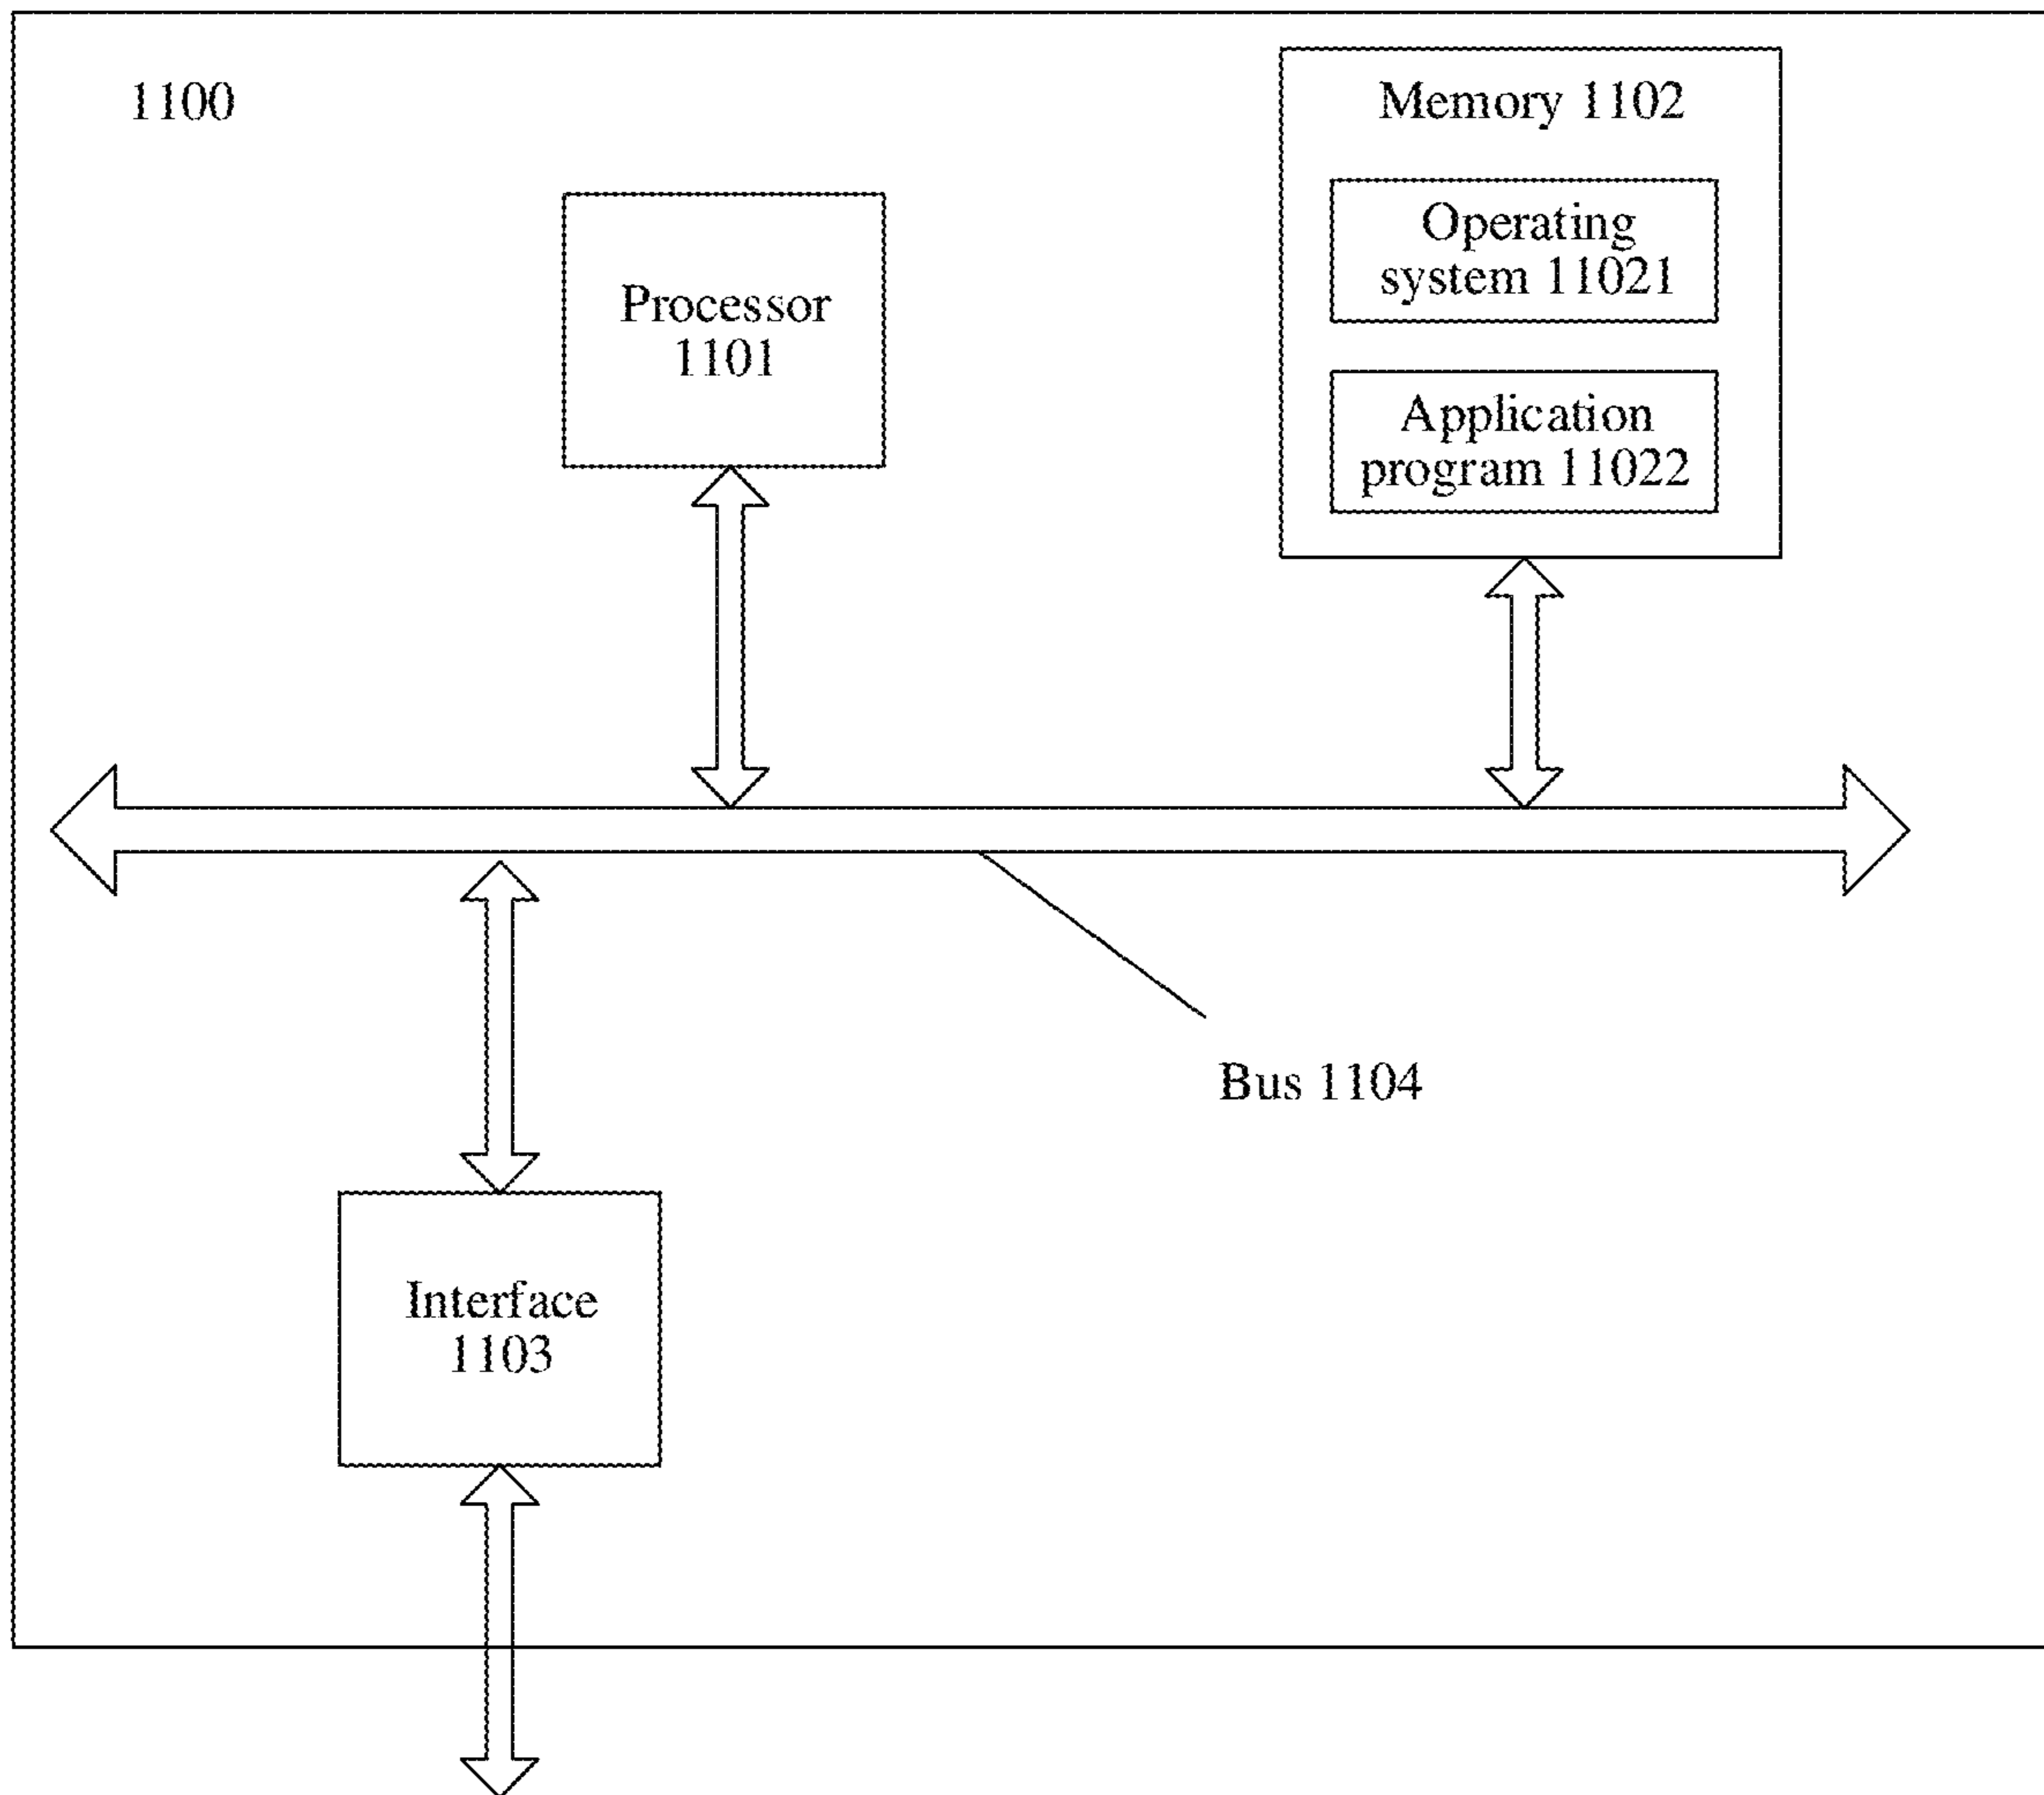 1100
Memory 1102
Operating
system 11021
Processor
1101
Application
program 11022
Bus 1104
Interface
1103